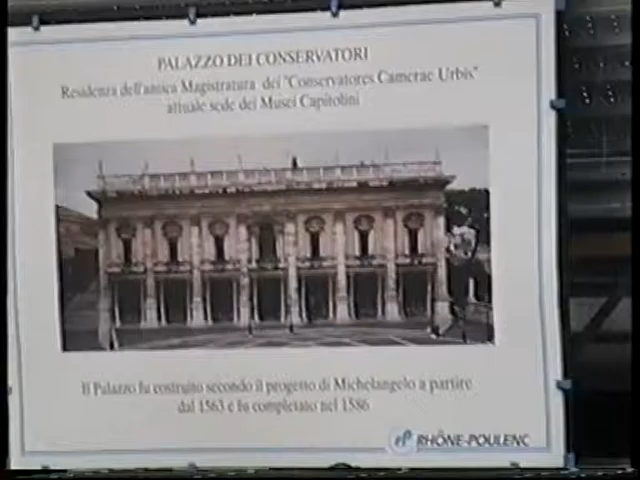 PALAZZO DEI CONSERVATORI
Residenza dell'antica Magistratura dei "Conservatores Camerae Urbis"
attuale sede dei Musei Capitolini
Il Palazzo fu costruito secondo il progetto di Michelangelo a partire
dal 1563 e fu completato nel 1586
RHÔNE-POULENC